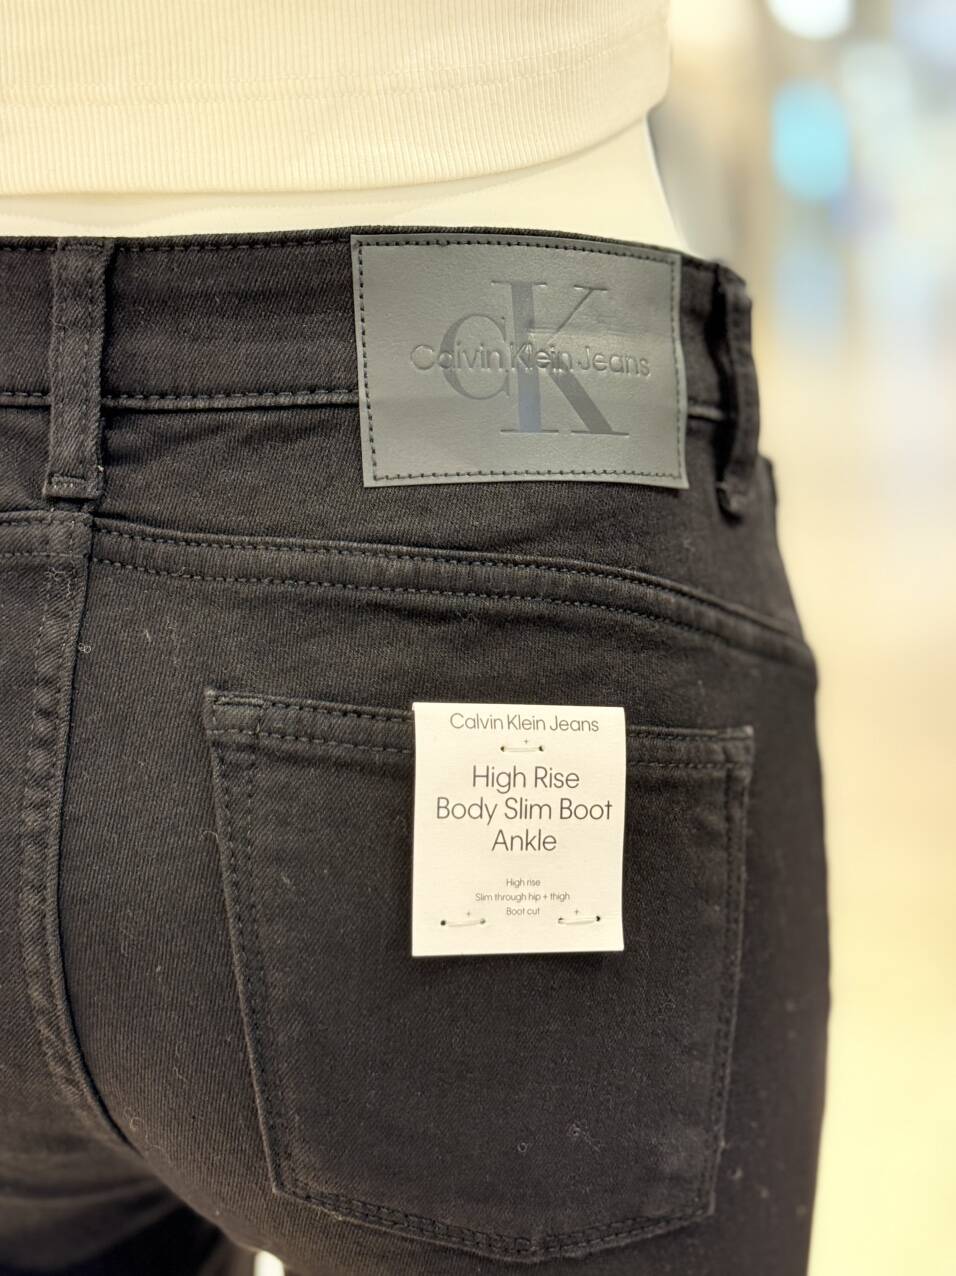 CK
Calvin Klein Jeans
Calvin Klein Jeans
High Rise
Body Slim Boot
Ankle
High rise
Slim through hip + thigh
Boot cut